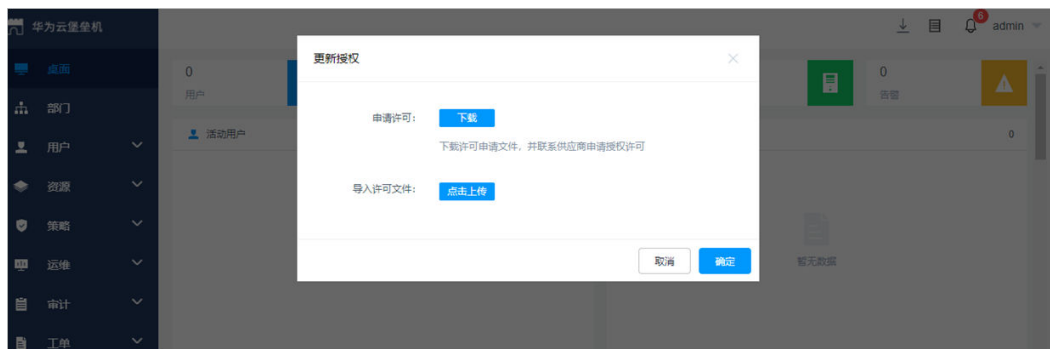 华为云堡垒机
6
admin
桌面
部门
用户
资源
策略
运维
审计
工单
0
用户
0
告警
活动用户
0
暂无数据
更新授权
申请许可：
下载
下载许可申请文件，并联系供应商申请授权许可
导入许可文件：
点击上传
取消
确定